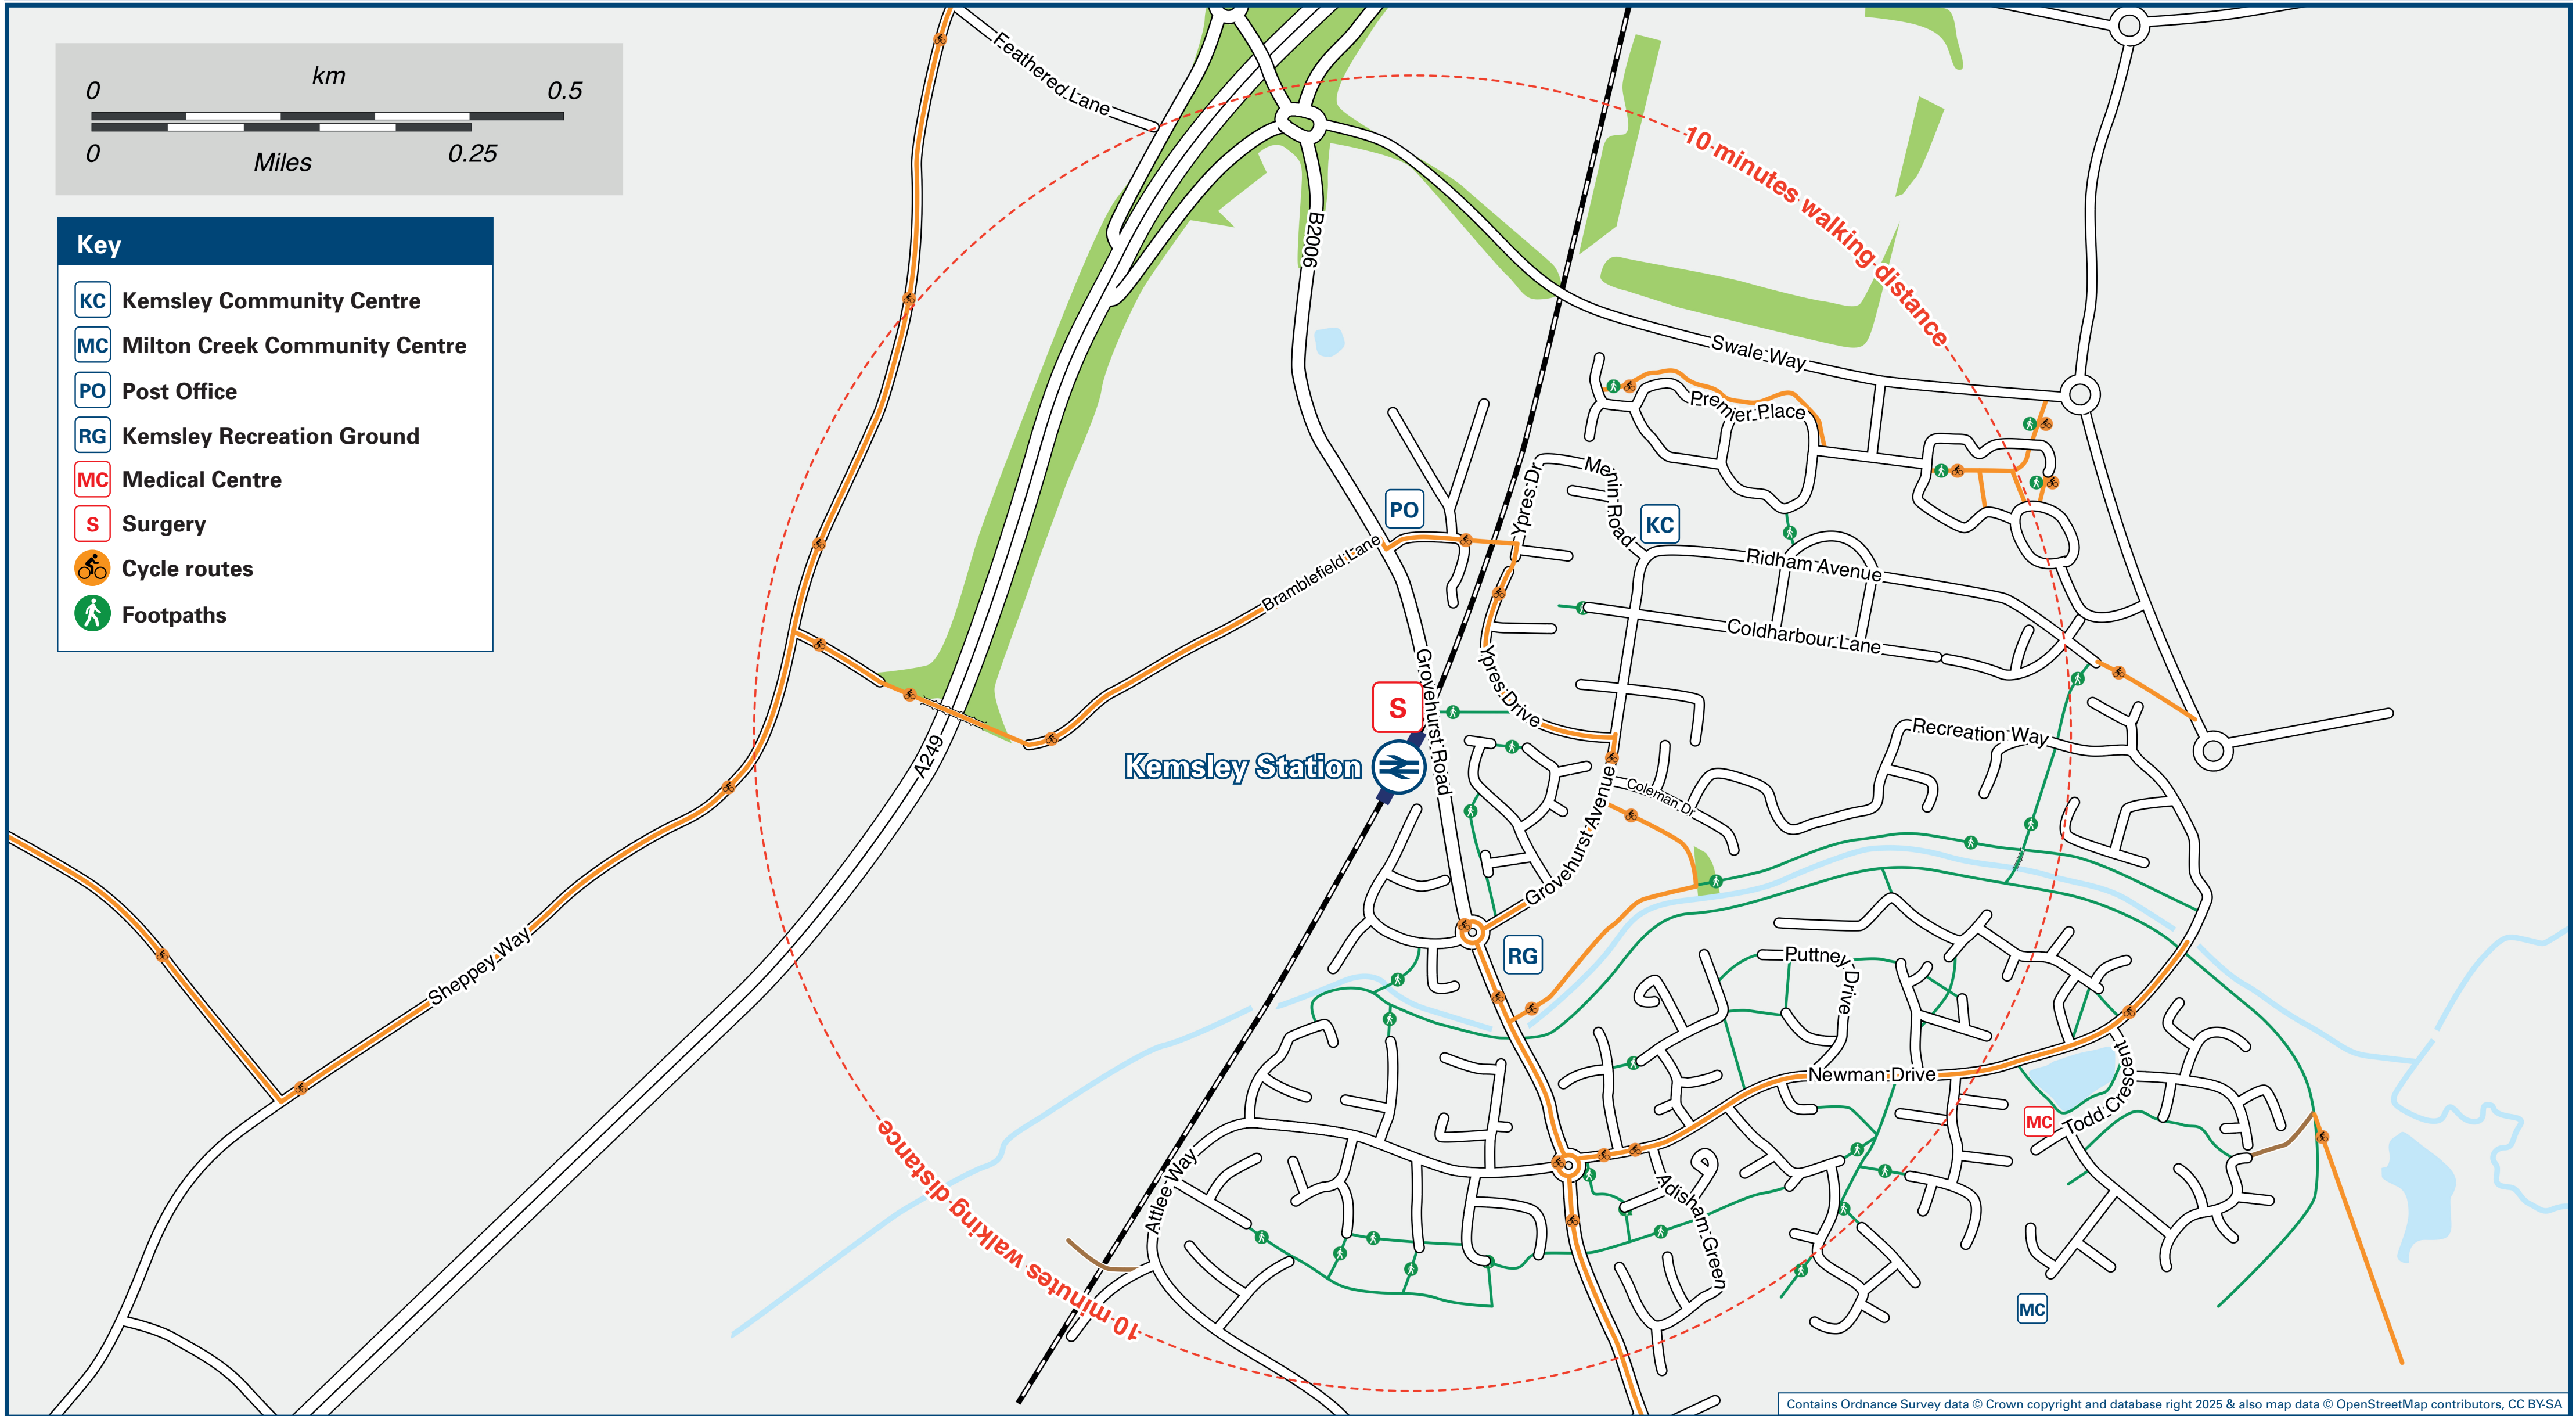 km
0
0.5
0
Miles
0.25
Key
KC Kemsley Community Centre
MC Milton Creek Community Centre
PO Post Office
RG Kemsley Recreation Ground
MC Medical Centre
S Surgery
Cycle routes
Footpaths
Feathered Lane
10 minutes walking distance
B2006
Swale Way
Premier Place
Menin Road
Ypres Dr
PO
KC
Bramblefield Lane
Ridham Avenue
Coldharbour Lane
Grovehurst Road
Ypres Drive
S
A249
Kemsley Station
Recreation Way
Coleman Dr
Grovehurst Avenue
Sheppey Way
RG
Puttney Drive
Newman Drive
Todd Crescent
MC
Attlee Way
Adisham Green
10 minutes walking distance
MC
Contains Ordnance Survey data © Crown copyright and database right 2025 & also map data © OpenStreetMap contributors, CC BY-SA